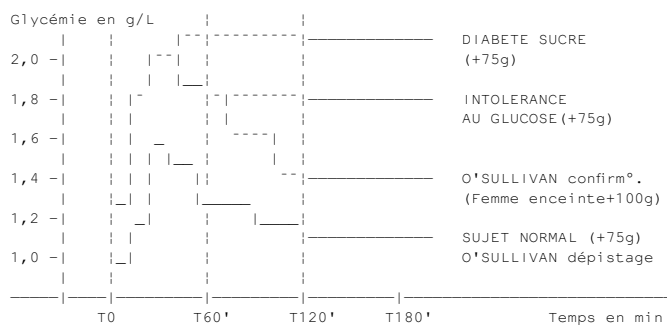 Glycémie en g/L
DIABETE SUCRE
2,0
(+75g)
1,8
INTOLERANCE
AU GLUCOSE(+75g)
1,6
1,4
O'SULLIVAN confirm°.
(Femme enceinte+100g)
1,2
SUJET NORMAL (+75g)
1,0
O'SULLIVAN dépistage
T0 T60' T120' T180' Temps en min